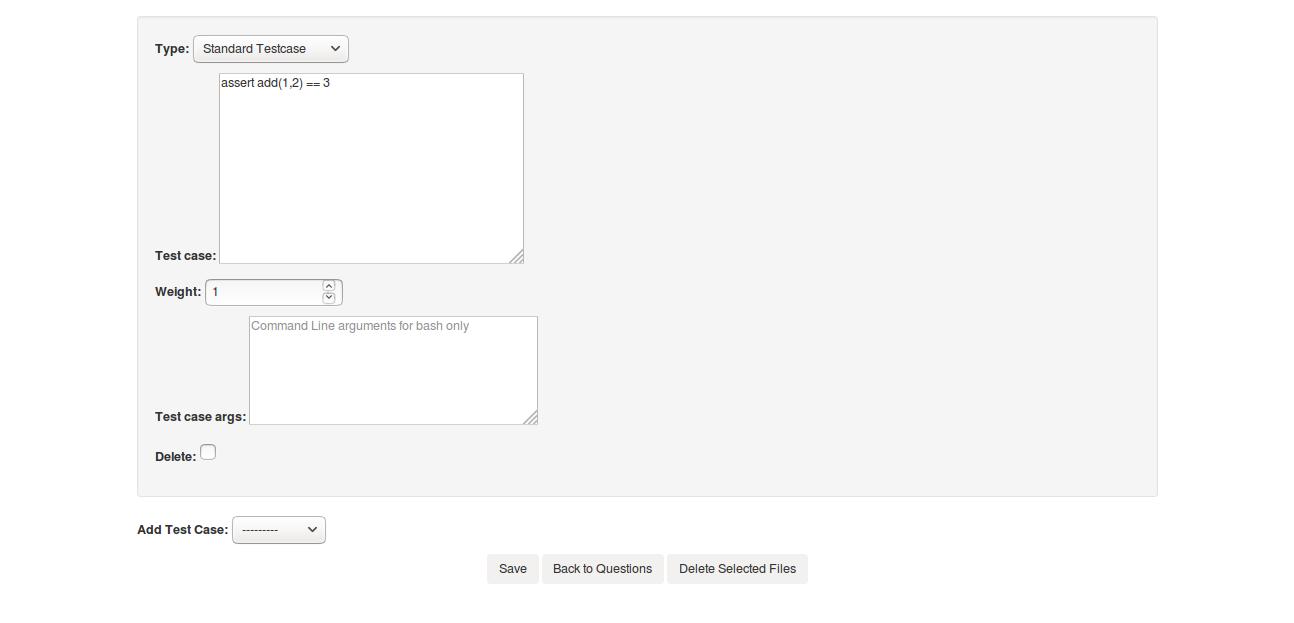 Type: Standard Testcase
assert add(1,2) == 3
Test case:
Weight: 1
Command Line arguments for bash only
Test case args:
Delete:
Add Test Case: ---------
Save Back to Questions Delete Selected Files